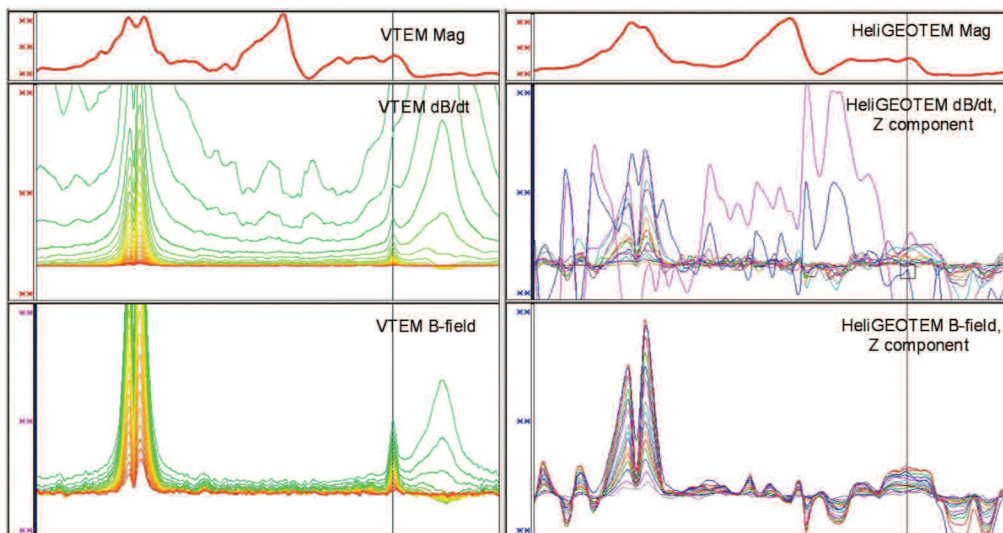 VTEM Mag
HeliGEOTEM Mag
VTEM dB/dt
HeliGEOTEM dB/dt,
Z component
VTEM B-field
HeliGEOTEM B-field,
Z component